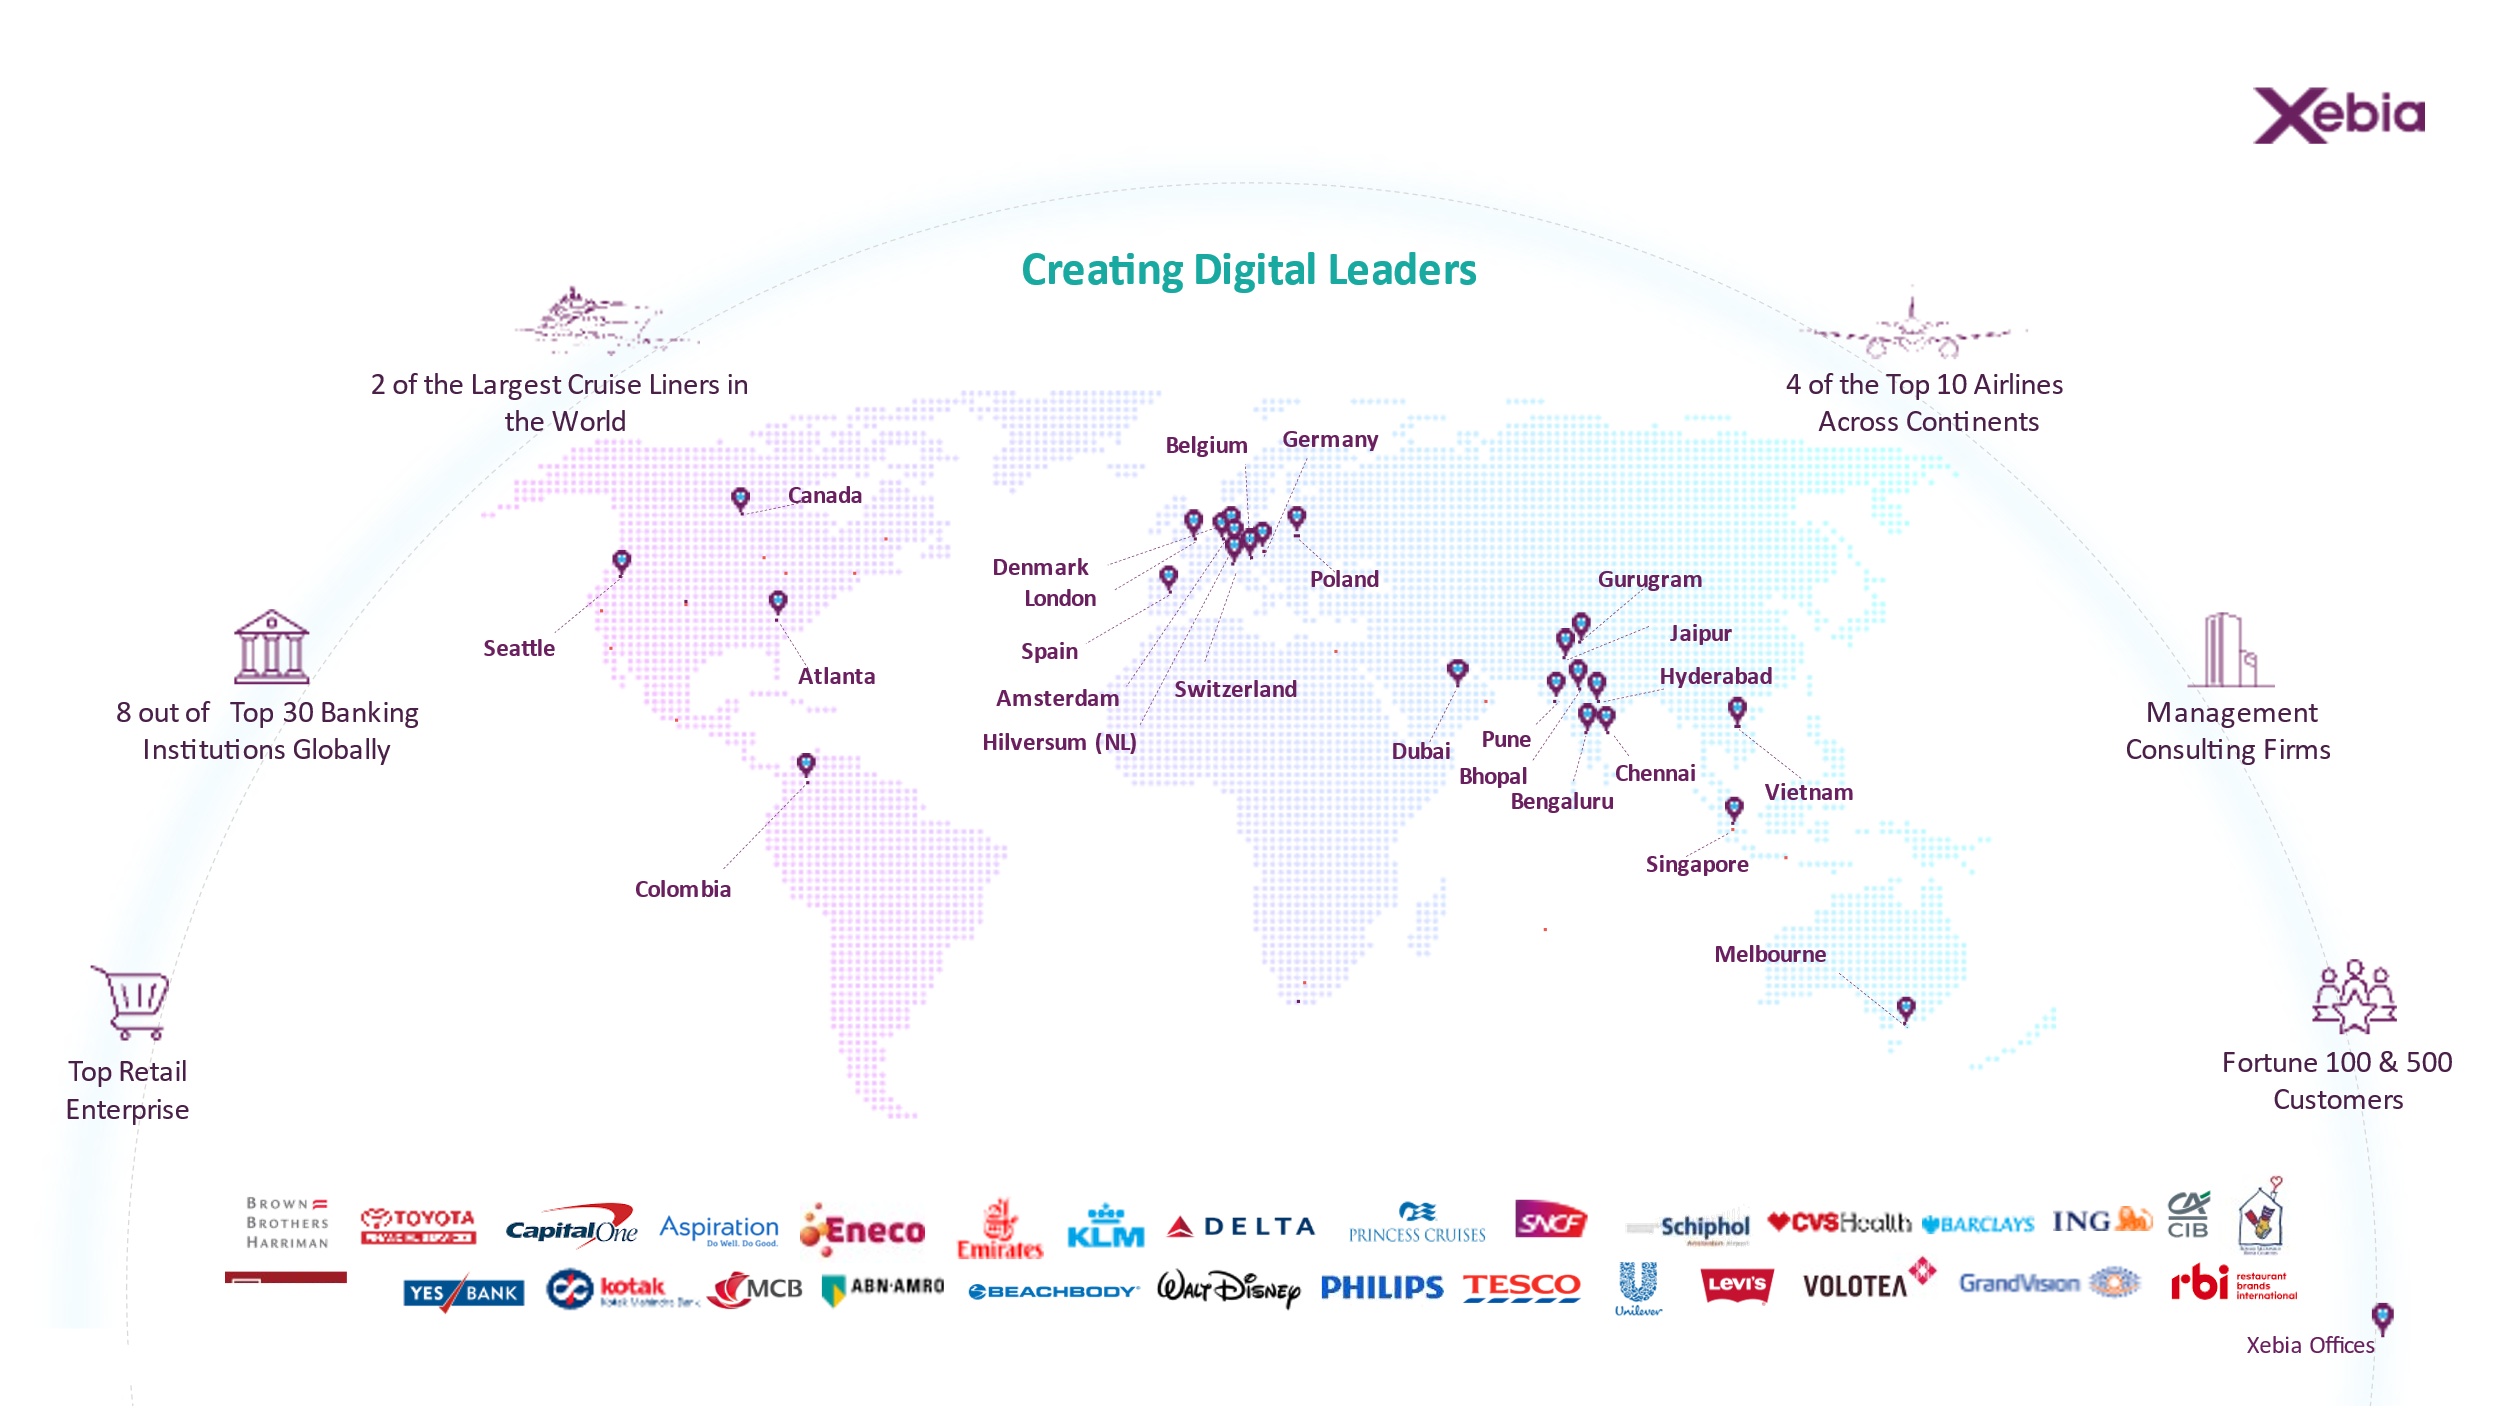 Xebia
Creating Digital Leaders
2 of the Largest Cruise Liners in
the World
4 of the Top 10 Airlines
Across Continents
Belgium
Germany
Canada
Denmark
London
Poland
Gurugram
Seattle
Spain
Jaipur
Atlanta
Amsterdam
Switzerland
Hyderabad
8 out of   Top 30 Banking
Institutions Globally
Management
Consulting Firms
Hilversum (NL)
Dubai
Pune
Bhopal
Chennai
Bengaluru
Vietnam
Colombia
Singapore
Melbourne
Top Retail
Enterprise
Fortune 100 & 500
Customers
BROWN
BROTHERS
HARRIMAN
TOYOTA
Capital One
Aspiration
Do Well. Do Good.
Eneco
Emirates
KLM
DELTA
PRINCESS CRUISES
SNCF
Schiphol
CVSHealth
BARCLAYS
ING
CA
CIB
YES BANK
kotak
MCB
ABN·AMRO
BEACHBODY
WALT DISNEY
PHILIPS
TESCO
Unilever
LEVI'S
VOLOTEA
GrandVision
rbi restaurant
brands
international
Xebia Offices